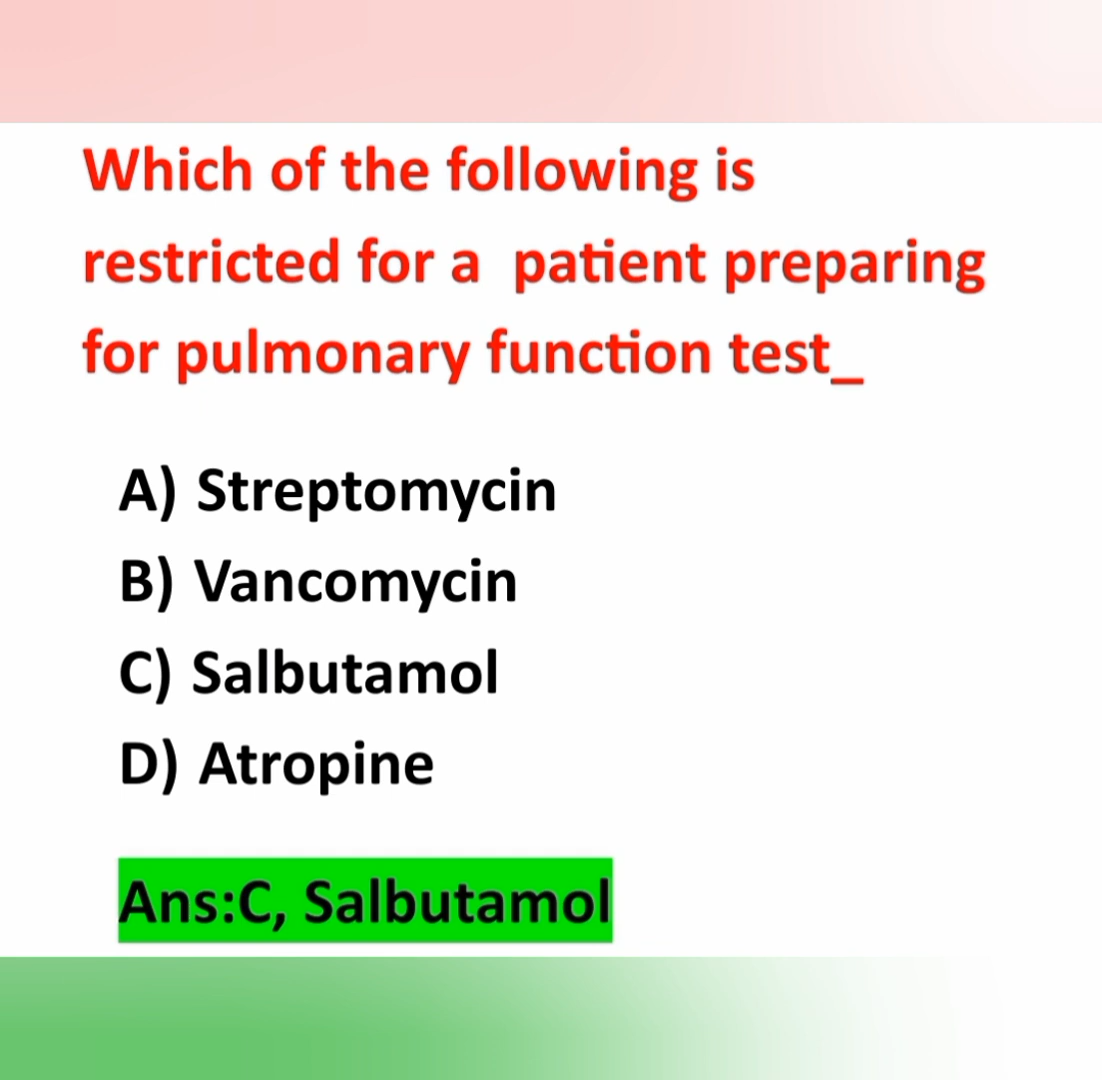 Which of the following is
restricted for a  patient preparing
for pulmonary function test_
A) Streptomycin
B) Vancomycin
C) Salbutamol
D) Atropine
Ans:C, Salbutamol